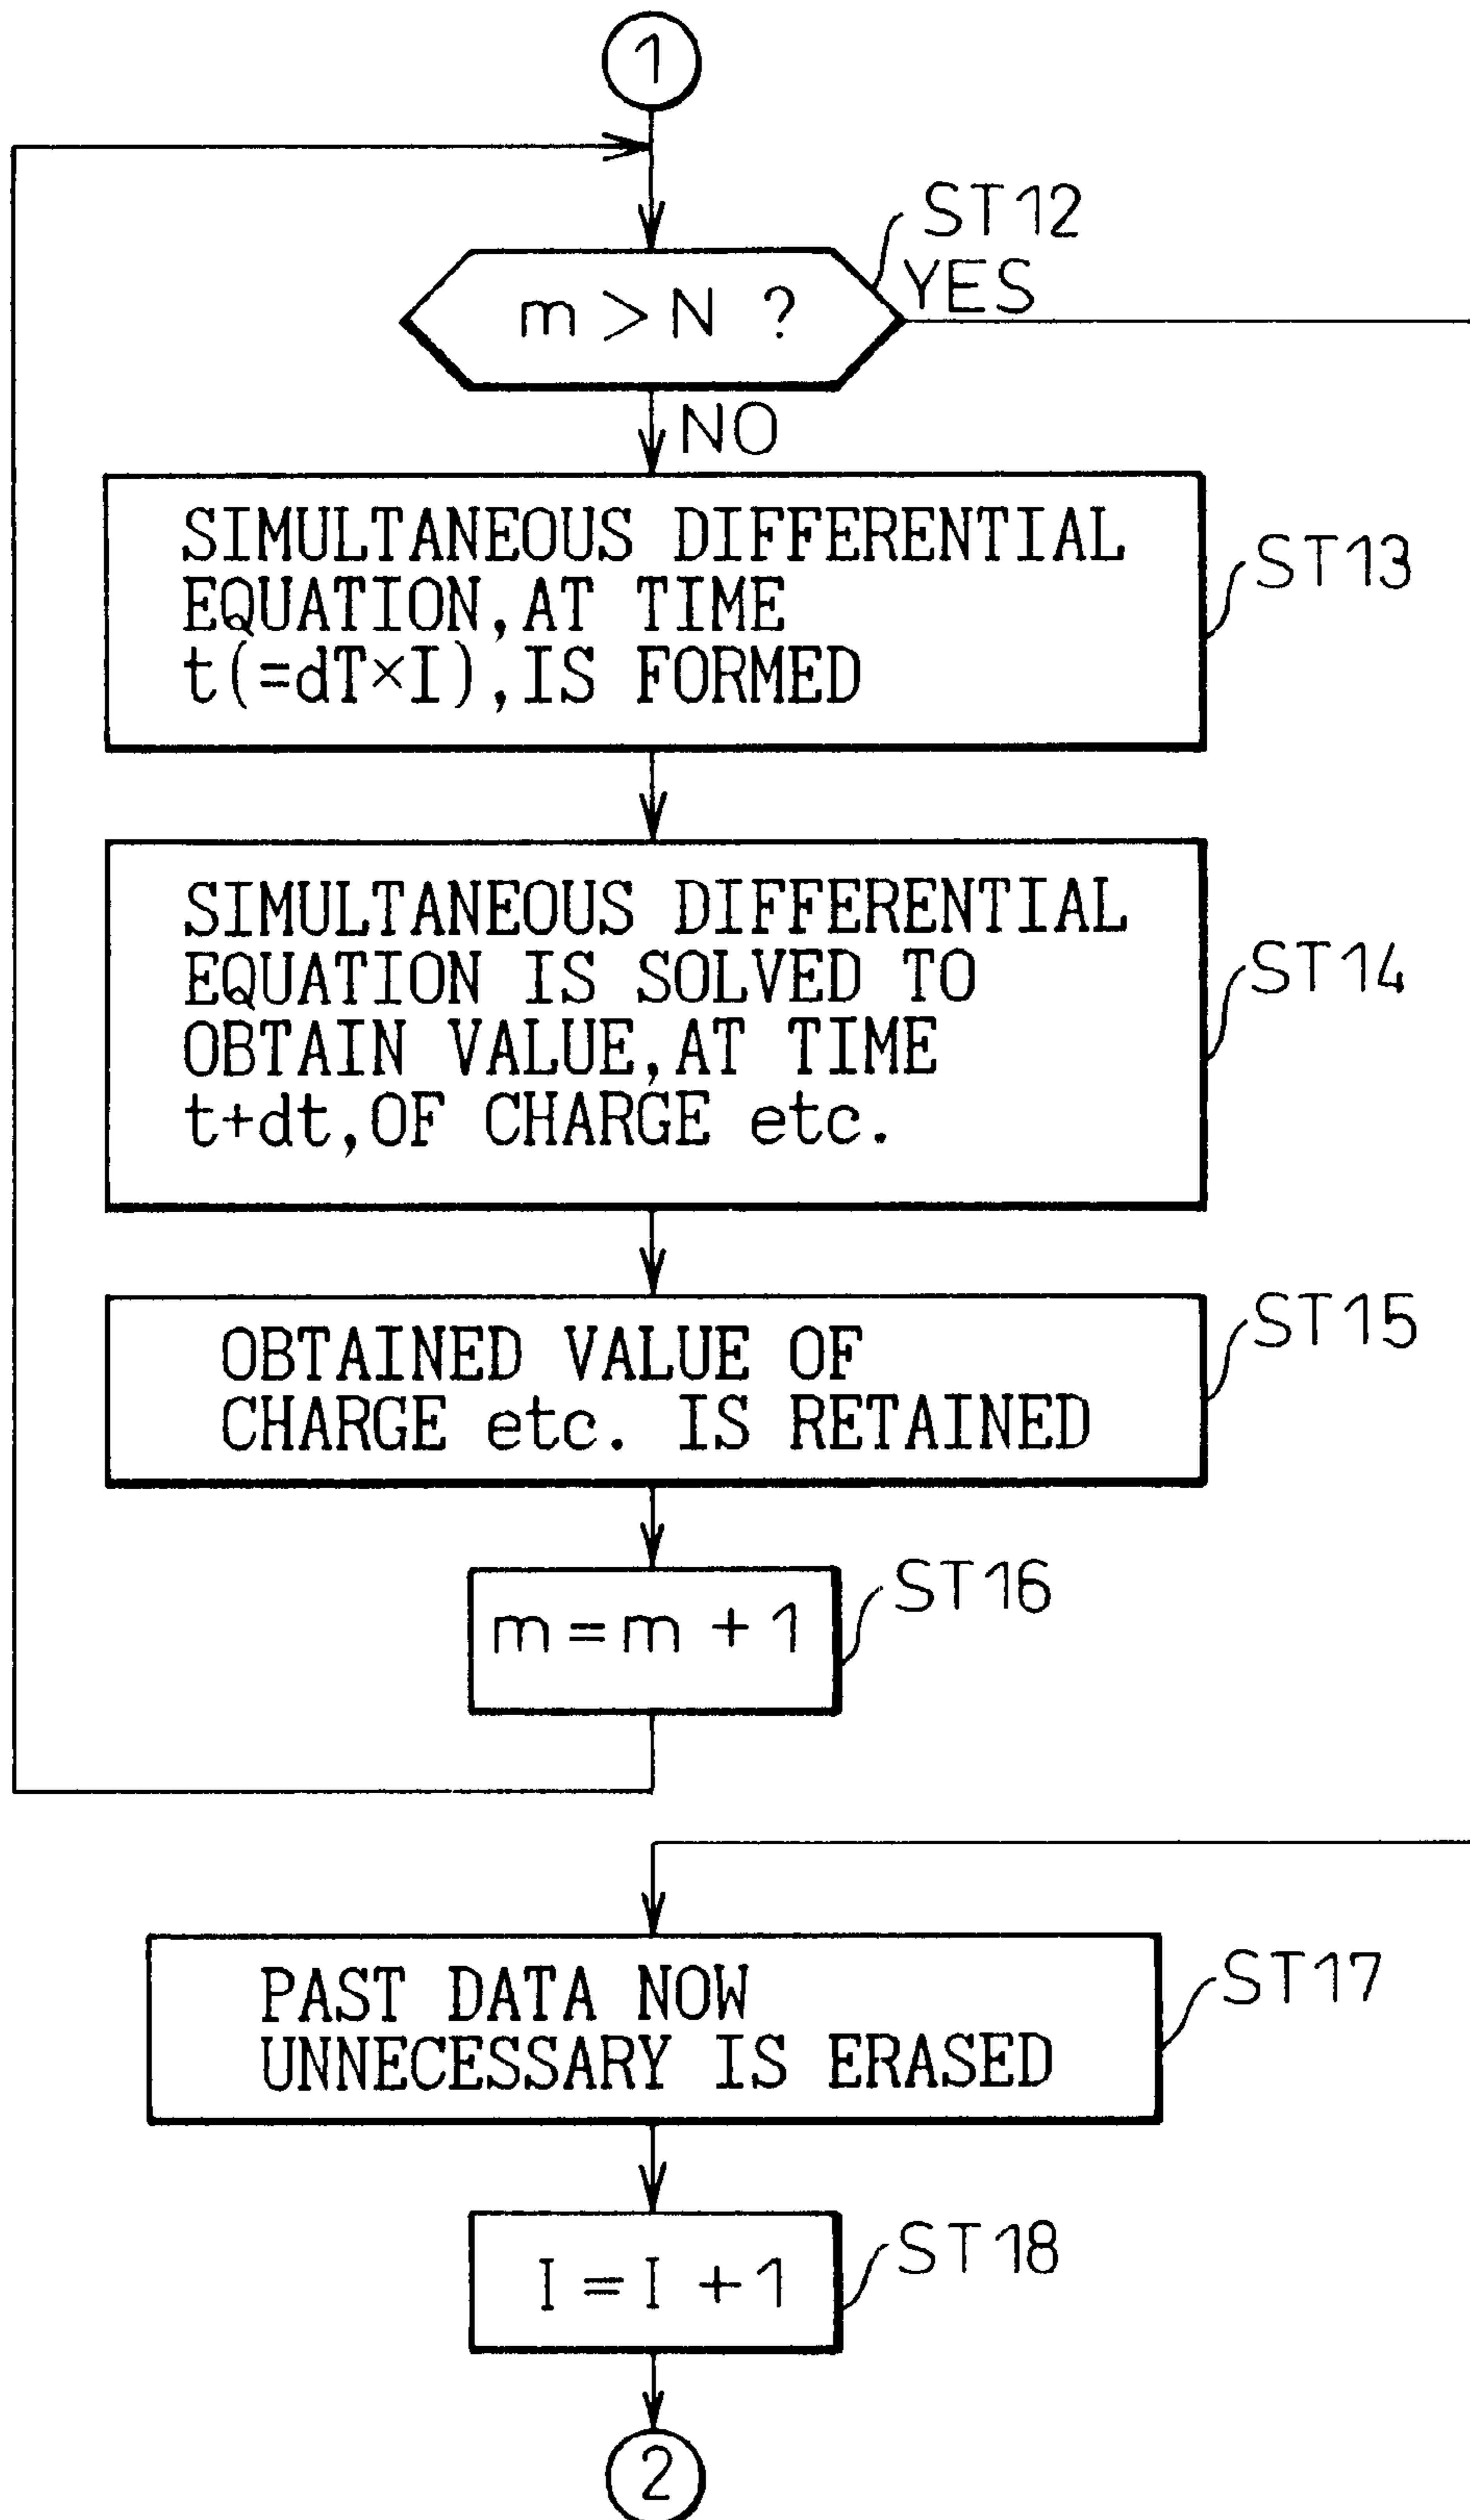 1
ST12
YES
m > N ?
NO
SIMULTANEOUS DIFFERENTIAL
EQUATION, AT TIME
t(=dT×I), IS FORMED
ST13
SIMULTANEOUS DIFFERENTIAL
EQUATION IS SOLVED TO
OBTAIN VALUE, AT TIME
t+dt, OF CHARGE etc.
ST14
OBTAINED VALUE OF
CHARGE etc. IS RETAINED
ST15
m=m+1
ST16
PAST DATA NOW
UNNECESSARY IS ERASED
ST17
I=I+1
ST18
2